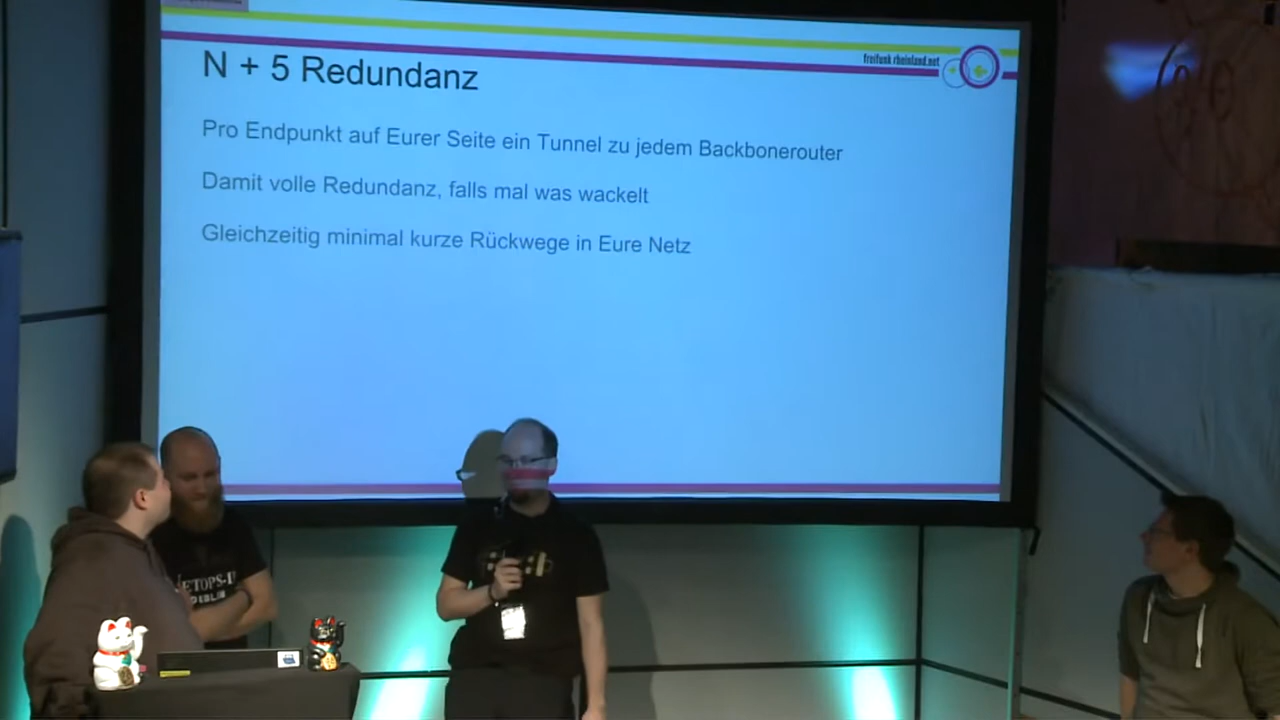 freifunk rheinland.net
N + 5 Redundanz
Pro Endpunkt auf Eurer Seite ein Tunnel zu jedem Backbonerouter
Damit volle Redundanz, falls mal was wackelt
Gleichzeitig minimal kurze Rückwege in Eure Netz